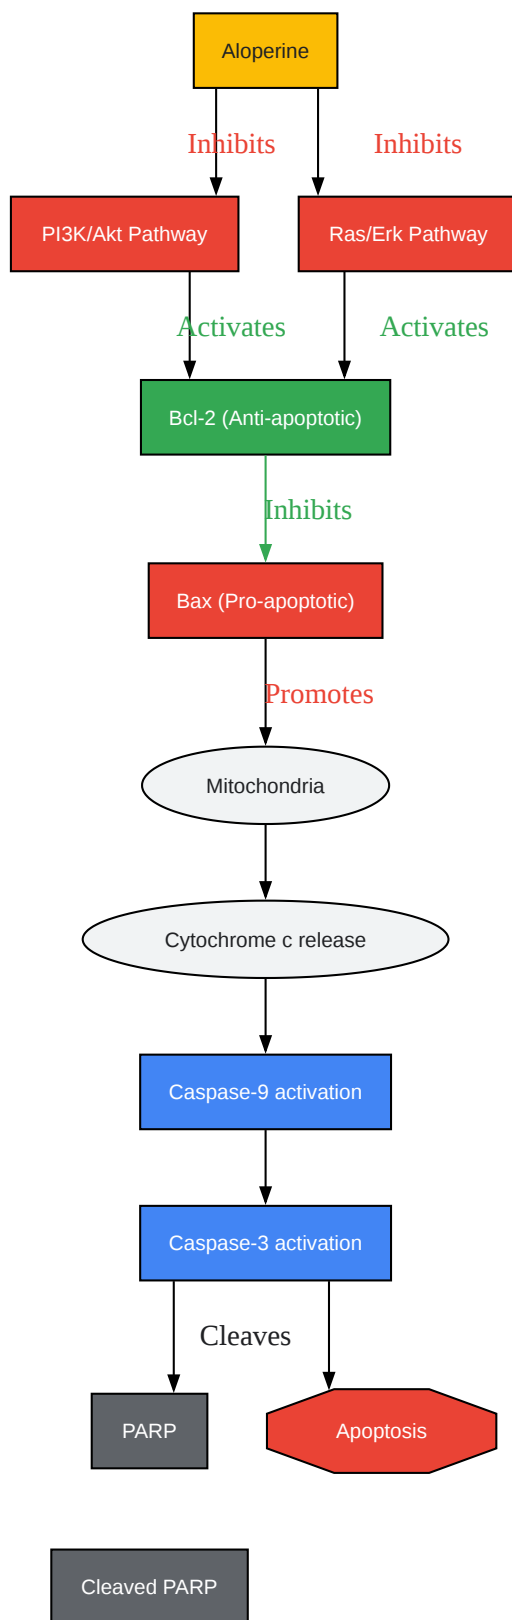 Aloperine
Inhibits
Inhibits
PI3K/Akt Pathway
Ras/Erk Pathway
Activates
Activates
Bcl-2 (Anti-apoptotic)
Inhibits
Bax (Pro-apoptotic)
Promotes
Mitochondria
Cytochrome c release
Caspase-9 activation
Caspase-3 activation
Cleaves
PARP
Apoptosis
Cleaved PARP